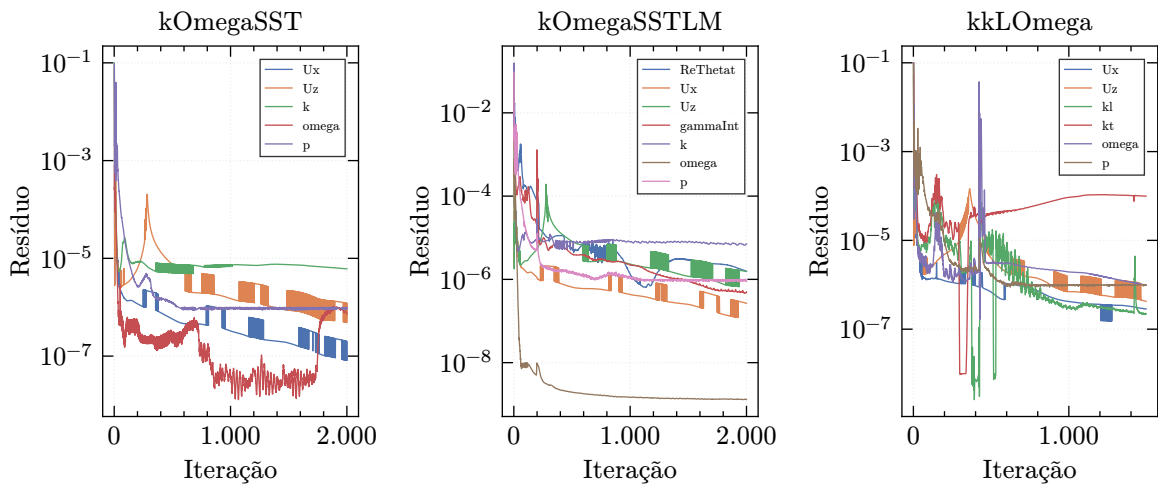 kOmegaSST
Resíduo
10⁻¹
10⁻³
10⁻⁵
10⁻⁷
Ux
Uz
k
omega
p
0
1.000
2.000
Iteração
kOmegaSSTLM
Resíduo
10⁻²
10⁻⁴
10⁻⁶
10⁻⁸
ReThetat
Ux
Uz
gammaInt
k
omega
p
0
1.000
2.000
Iteração
kkLOmega
Resíduo
10⁻¹
10⁻³
10⁻⁵
10⁻⁷
Ux
Uz
kl
kt
omega
p
0
1.000
Iteração